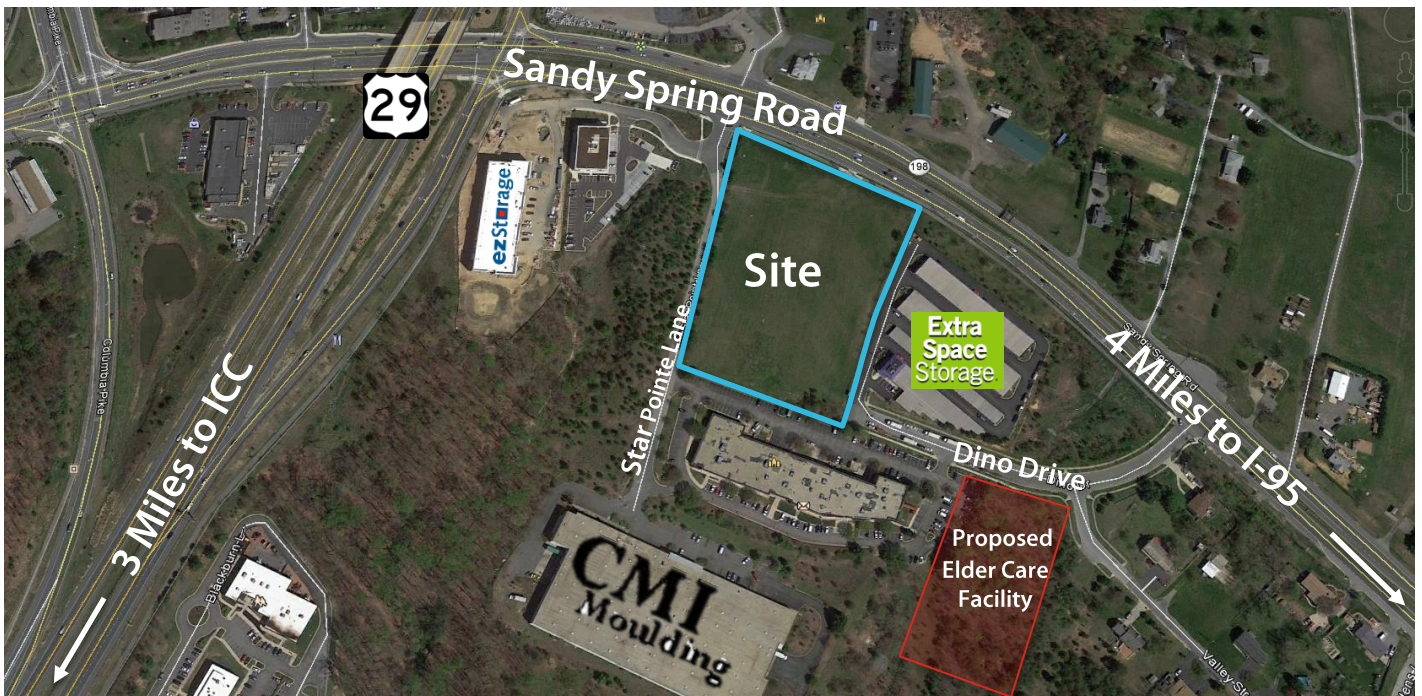 29
Sandy Spring Road
198
ezStorage
Site
Extra
Space
Storage
Star Pointe Lane
Columbia Pike
3 Miles to ICC
Sandy Spring Rd
4 Miles to I-95
Dino Drive
Proposed
Elder Care
Facility
CMI
Moulding